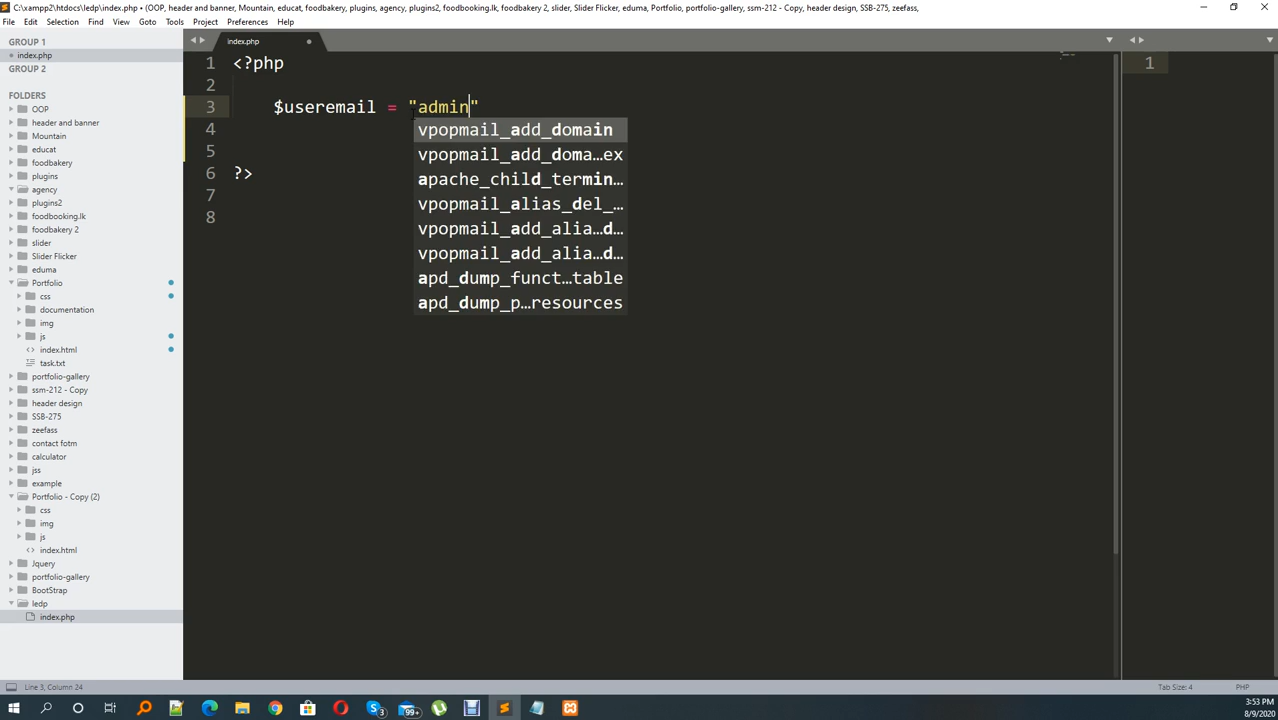 C:\xampp2\htdocs\ledp\index.php • (OOP, header and banner, Mountain, educat, foodbakery, plugins, agency, plugins2, foodbooking.lk, foodbakery 2, slider, Slider Flicker, eduma, Portfolio, portfolio-gallery, ssm-212 - Copy, header design, SSB-275, zeefass,
File Edit Selection Find View Goto Tools Project Preferences Help
GROUP 1
index.php
GROUP 2
FOLDERS
OOP
header and banner
Mountain
educat
foodbakery
plugins
agency
plugins2
foodbooking.lk
foodbakery 2
slider
Slider Flicker
eduma
Portfolio
css
documentation
img
js
index.html
task.txt
portfolio-gallery
ssm-212 - Copy
header design
SSB-275
zeefass
contact fotm
calculator
jss
example
Portfolio - Copy (2)
css
img
js
index.html
Jquery
portfolio-gallery
BootStrap
ledp
index.php
index.php
1 <?php
2
3 $useremail = "admin"
4
5
6 ?>
7
8
vpopmail_add_domain
vpopmail_add_doma…ex
apache_child_termin…
vpopmail_alias_del_…
vpopmail_add_alia…d…
vpopmail_add_alia…d…
apd_dump_funct…table
apd_dump_p…resources
1
Line 3, Column 24
Tab Size: 4
PHP
3
99+
3:53 PM
8/9/2020